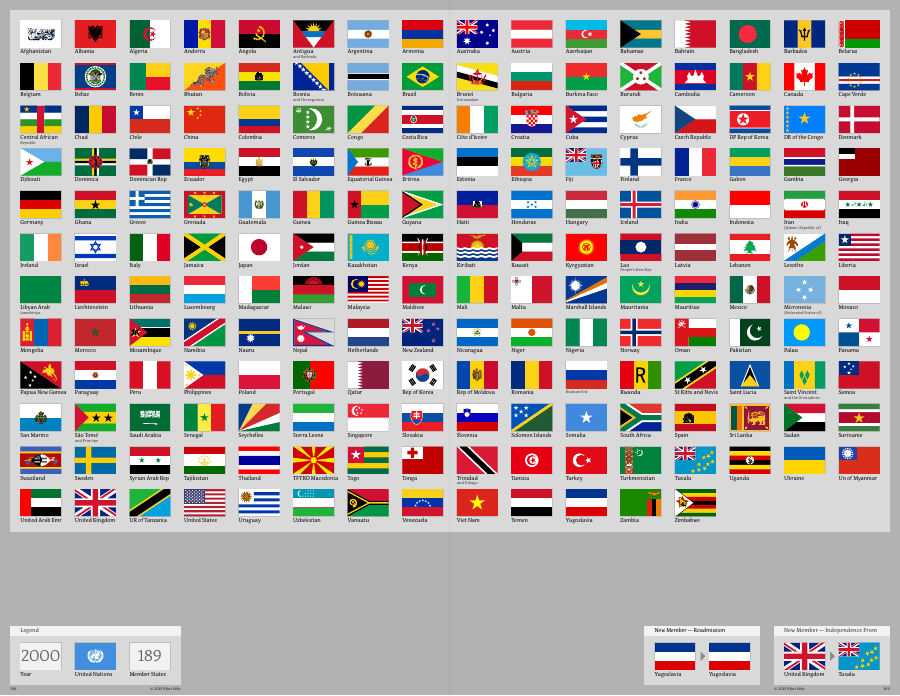 Afghanistan Albania Algeria Andorra Angola Antigua Argentina Armenia Australia Austria Azerbaijan Bahamas Bahrain Bangladesh Barbados Belarus
and Barbuda
Belgium Belize Benin Bhutan Bolivia Bosnia Botswana Brazil Brunei Bulgaria Burkina Faso Burundi Cambodia Cameroon Canada Cape Verde
and Herzegovina Darussalam
Central African Chad Chile China Colombia Comoros Congo Costa Rica Côte d'Ivoire Croatia Cuba Cyprus Czech Republic DP Rep of Korea DR of the Congo Denmark
Republic
Djibouti Dominica Dominican Rep Ecuador Egypt El Salvador Equatorial Guinea Eritrea Estonia Ethiopia Fiji Finland France Gabon Gambia Georgia
Germany Ghana Greece Grenada Guatemala Guinea Guinea Bissau Guyana Haiti Honduras Hungary Iceland India Indonesia Iran Iraq
(Islamic Republic of)
Ireland Israel Italy Jamaica Japan Jordan Kazakhstan Kenya Kiribati Kuwait Kyrgyzstan Lao Latvia Lebanon Lesotho Liberia
People's Dem Rep
Libyan Arab Liechtenstein Lithuania Luxembourg Madagascar Malawi Malaysia Maldives Mali Malta Marshall Islands Mauritania Mauritius Mexico Micronesia Monaco
Jamahiriya (Federated States of)
Mongolia Morocco Mozambique Namibia Nauru Nepal Netherlands New Zealand Nicaragua Niger Nigeria Norway Oman Pakistan Palau Panama
Papua New Guinea Paraguay Peru Philippines Poland Portugal Qatar Rep of Korea Rep of Moldova Romania Russian Fed Rwanda St Kitts and Nevis Saint Lucia Saint Vincent Samoa
and the Grenadines
San Marino São Tomé Saudi Arabia Senegal Seychelles Sierra Leone Singapore Slovakia Slovenia Solomon Islands Somalia South Africa Spain Sri Lanka Sudan Suriname
and Príncipe
Swaziland Sweden Syrian Arab Rep Tajikistan Thailand TFYRO Macedonia Togo Tonga Trinidad Tunisia Turkey Turkmenistan Tuvalu Uganda Ukraine Un of Myanmar
and Tobago
United Arab Emr United Kingdom UR of Tanzania United States Uruguay Uzbekistan Vanuatu Venezuela Viet Nam Yemen Yugoslavia Zambia Zimbabwe
Legend
2000 189
Year United Nations Member States
New Member — Readmission
Yugoslavia Yugoslavia
New Member — Independence From
United Kingdom Tuvalu